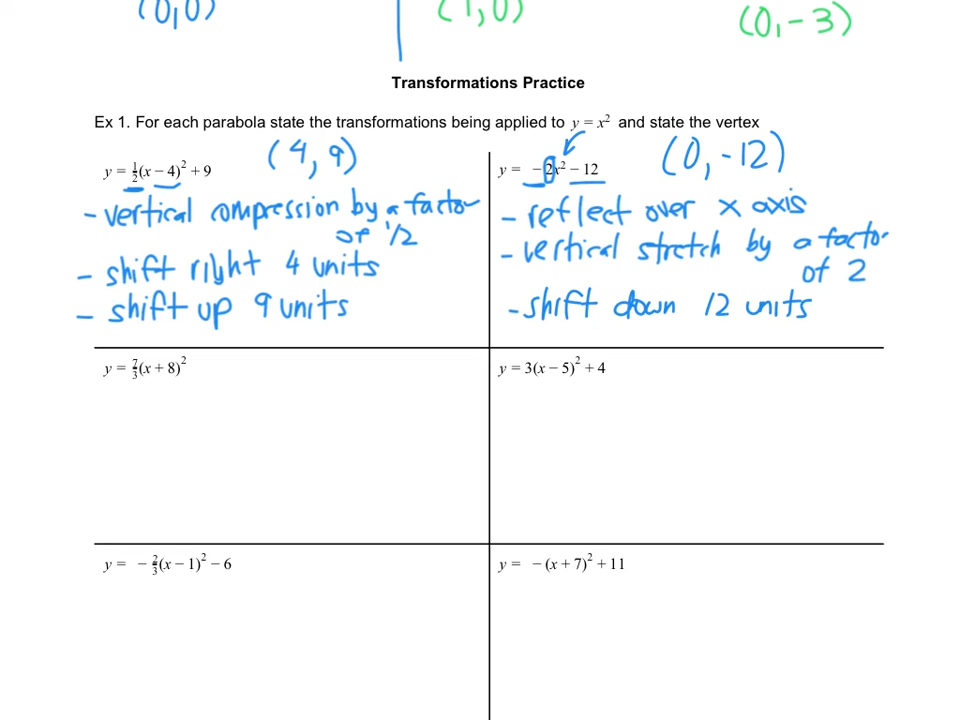 (0,0) (1,0) (0,-3)
Transformations Practice
Ex 1. For each parabola state the transformations being applied to y = x² and state the vertex
y = ½(x − 4)² + 9 (4, 9)
- vertical compression by a factor
of 1/2
- shift right 4 units
- shift up 9 units
y = −2x² − 12 (0, -12)
- reflect over x axis
- vertical stretch by a facto
of 2
- shift down 12 units
y = 7/3(x + 8)²
y = 3(x − 5)² + 4
y = − 2/3(x − 1)² − 6
y = − (x + 7)² + 11